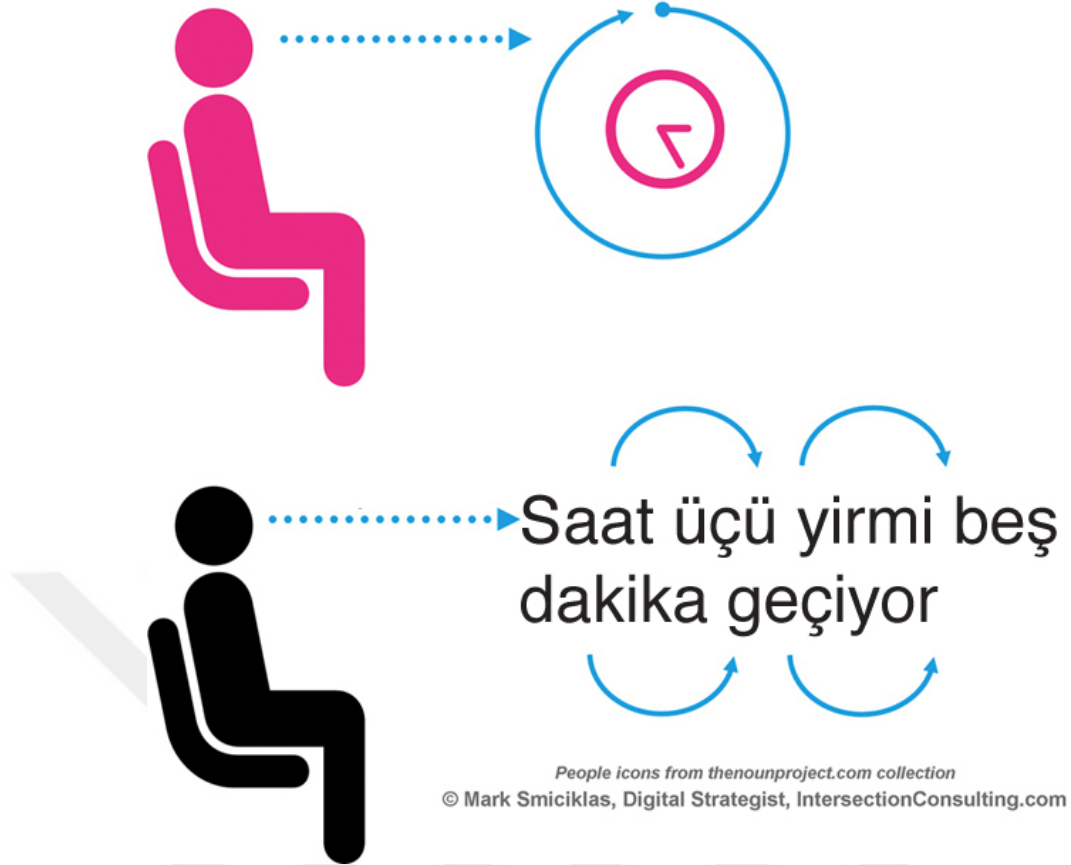 Saat üçü yirmi beş
dakika geçiyor
People icons from thenounproject.com collection
© Mark Smiciklas, Digital Strategist, IntersectionConsulting.com